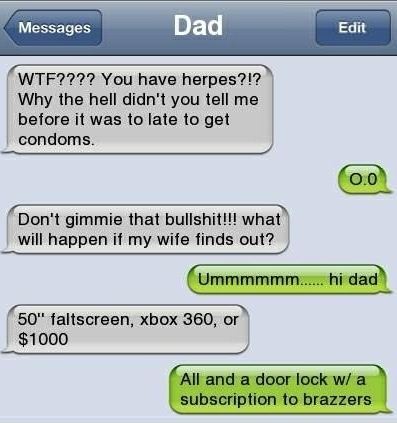 Messages
Dad
Edit
WTF???? You have herpes?!?
Why the hell didn't you tell me
before it was to late to get
condoms.
O.0
Don't gimmie that bullshit!!! what
will happen if my wife finds out?
Ummmmmm...... hi dad
50'' faltscreen, xbox 360, or
$1000
All and a door lock w/ a
subscription to brazzers